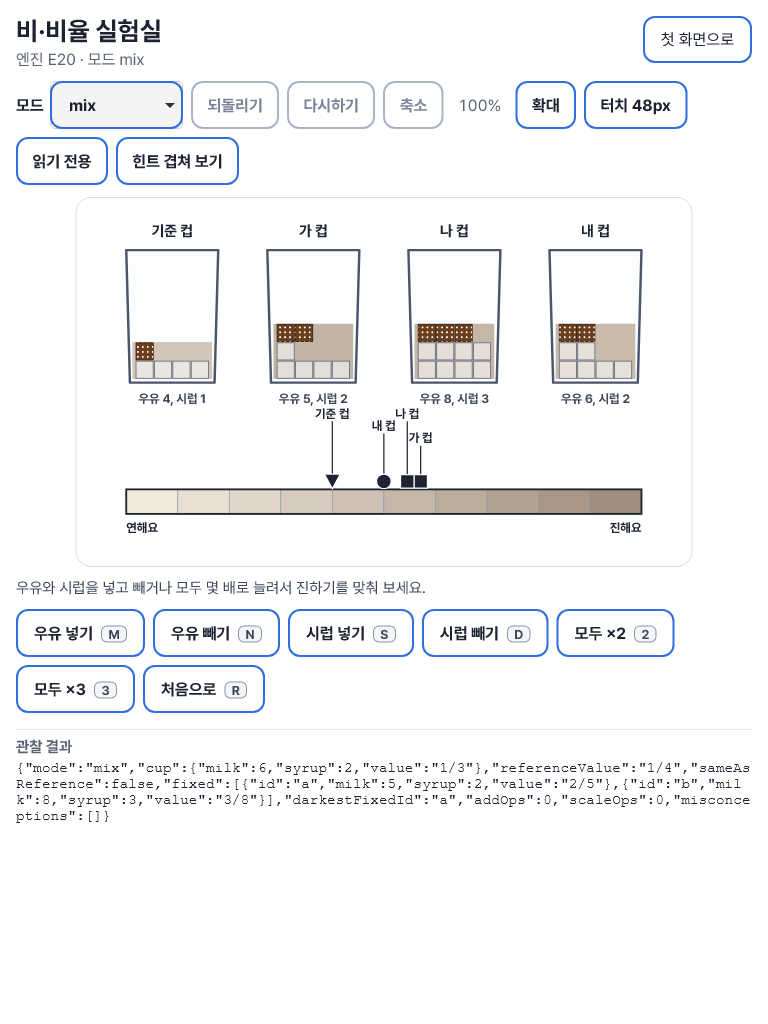 비·비율 실험실
첫 화면으로
엔진 E20 · 모드 mix
모드 mix 되돌리기 다시하기 축소 100% 확대 터치 48px
읽기 전용 힌트 겹쳐 보기
기준 컵 가 컵 나 컵 내 컵
우유 4, 시럽 1 우유 5, 시럽 2 우유 8, 시럽 3 우유 6, 시럽 2
기준 컵 나 컵
내 컵
가 컵
연해요 진해요
우유와 시럽을 넣고 빼거나 모두 몇 배로 늘려서 진하기를 맞춰 보세요.
우유 넣기 M 우유 빼기 N 시럽 넣기 S 시럽 빼기 D 모두 ×2 2
모두 ×3 3 처음으로 R
관찰 결과
{"mode":"mix","cup":{"milk":6,"syrup":2,"value":"1/3"},"referenceValue":"1/4","sameAs
Reference":false,"fixed":[{"id":"a","milk":5,"syrup":2,"value":"2/5"},{"id":"b","mil
k":8,"syrup":3,"value":"3/8"}],"darkestFixedId":"a","addOps":0,"scaleOps":0,"misconce
ptions":[]}